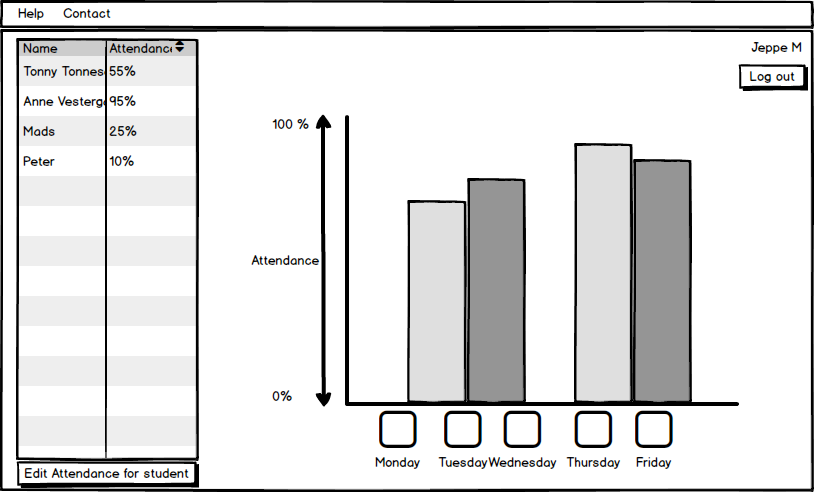 Help Contact
Jeppe M
Log out
Name Attendance
Tonny Tonnes 55%
Anne Vesterg 95%
Mads 25%
Peter 10%
100 %
Attendance
0%
Monday Tuesday Wednesday Thursday Friday
Edit Attendance for student